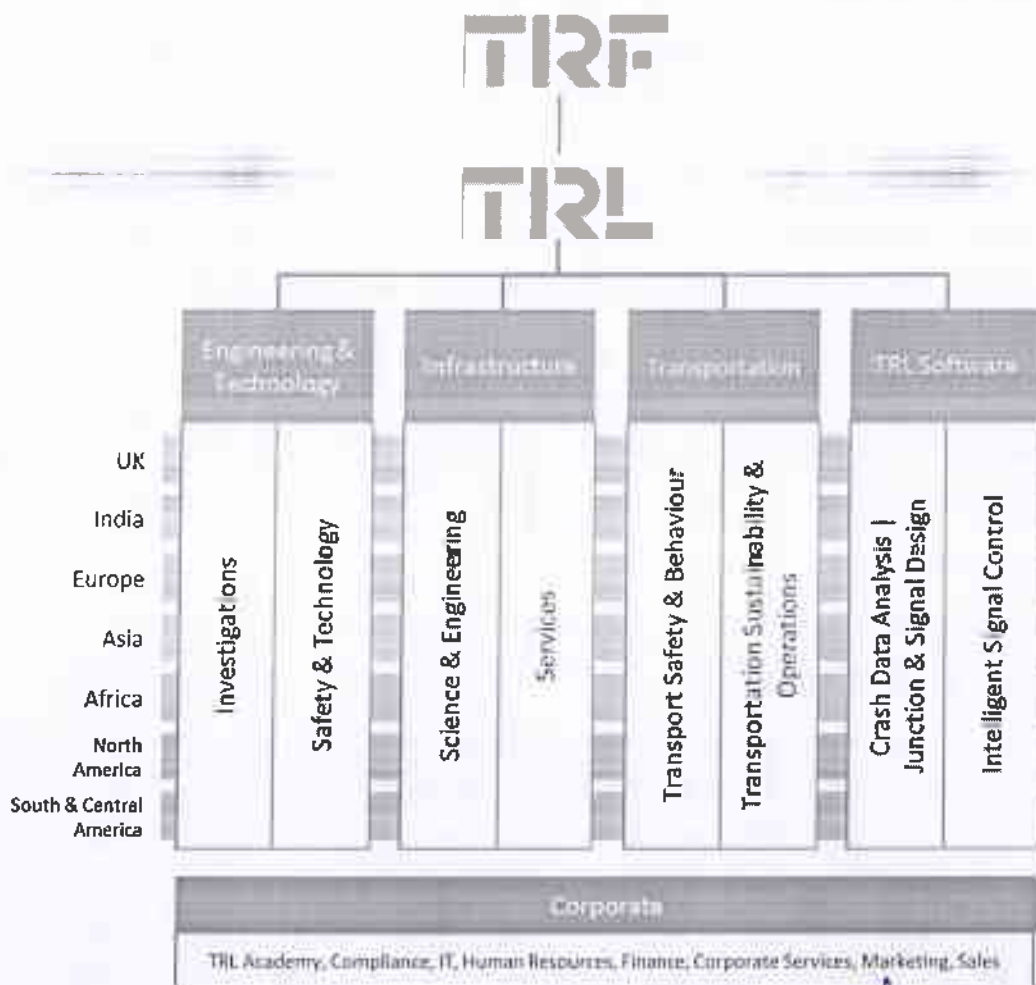 TRF
TRL
Engineering &
Technology
Infrastructure
Transportation
TRL Software
UK
India
Europe
Asia
Africa
North
America
South & Central
America
Investigations
Safety & Technology
Science & Engineering
Services
Transport Safety & Behaviour
Transportation Sustainability &
Operations
Crash Data Analysis |
Junction & Signal Design
Intelligent Signal Control
Corporate
TRL Academy, Compliance, IT, Human Resources, Finance, Corporate Services, Marketing, Sales